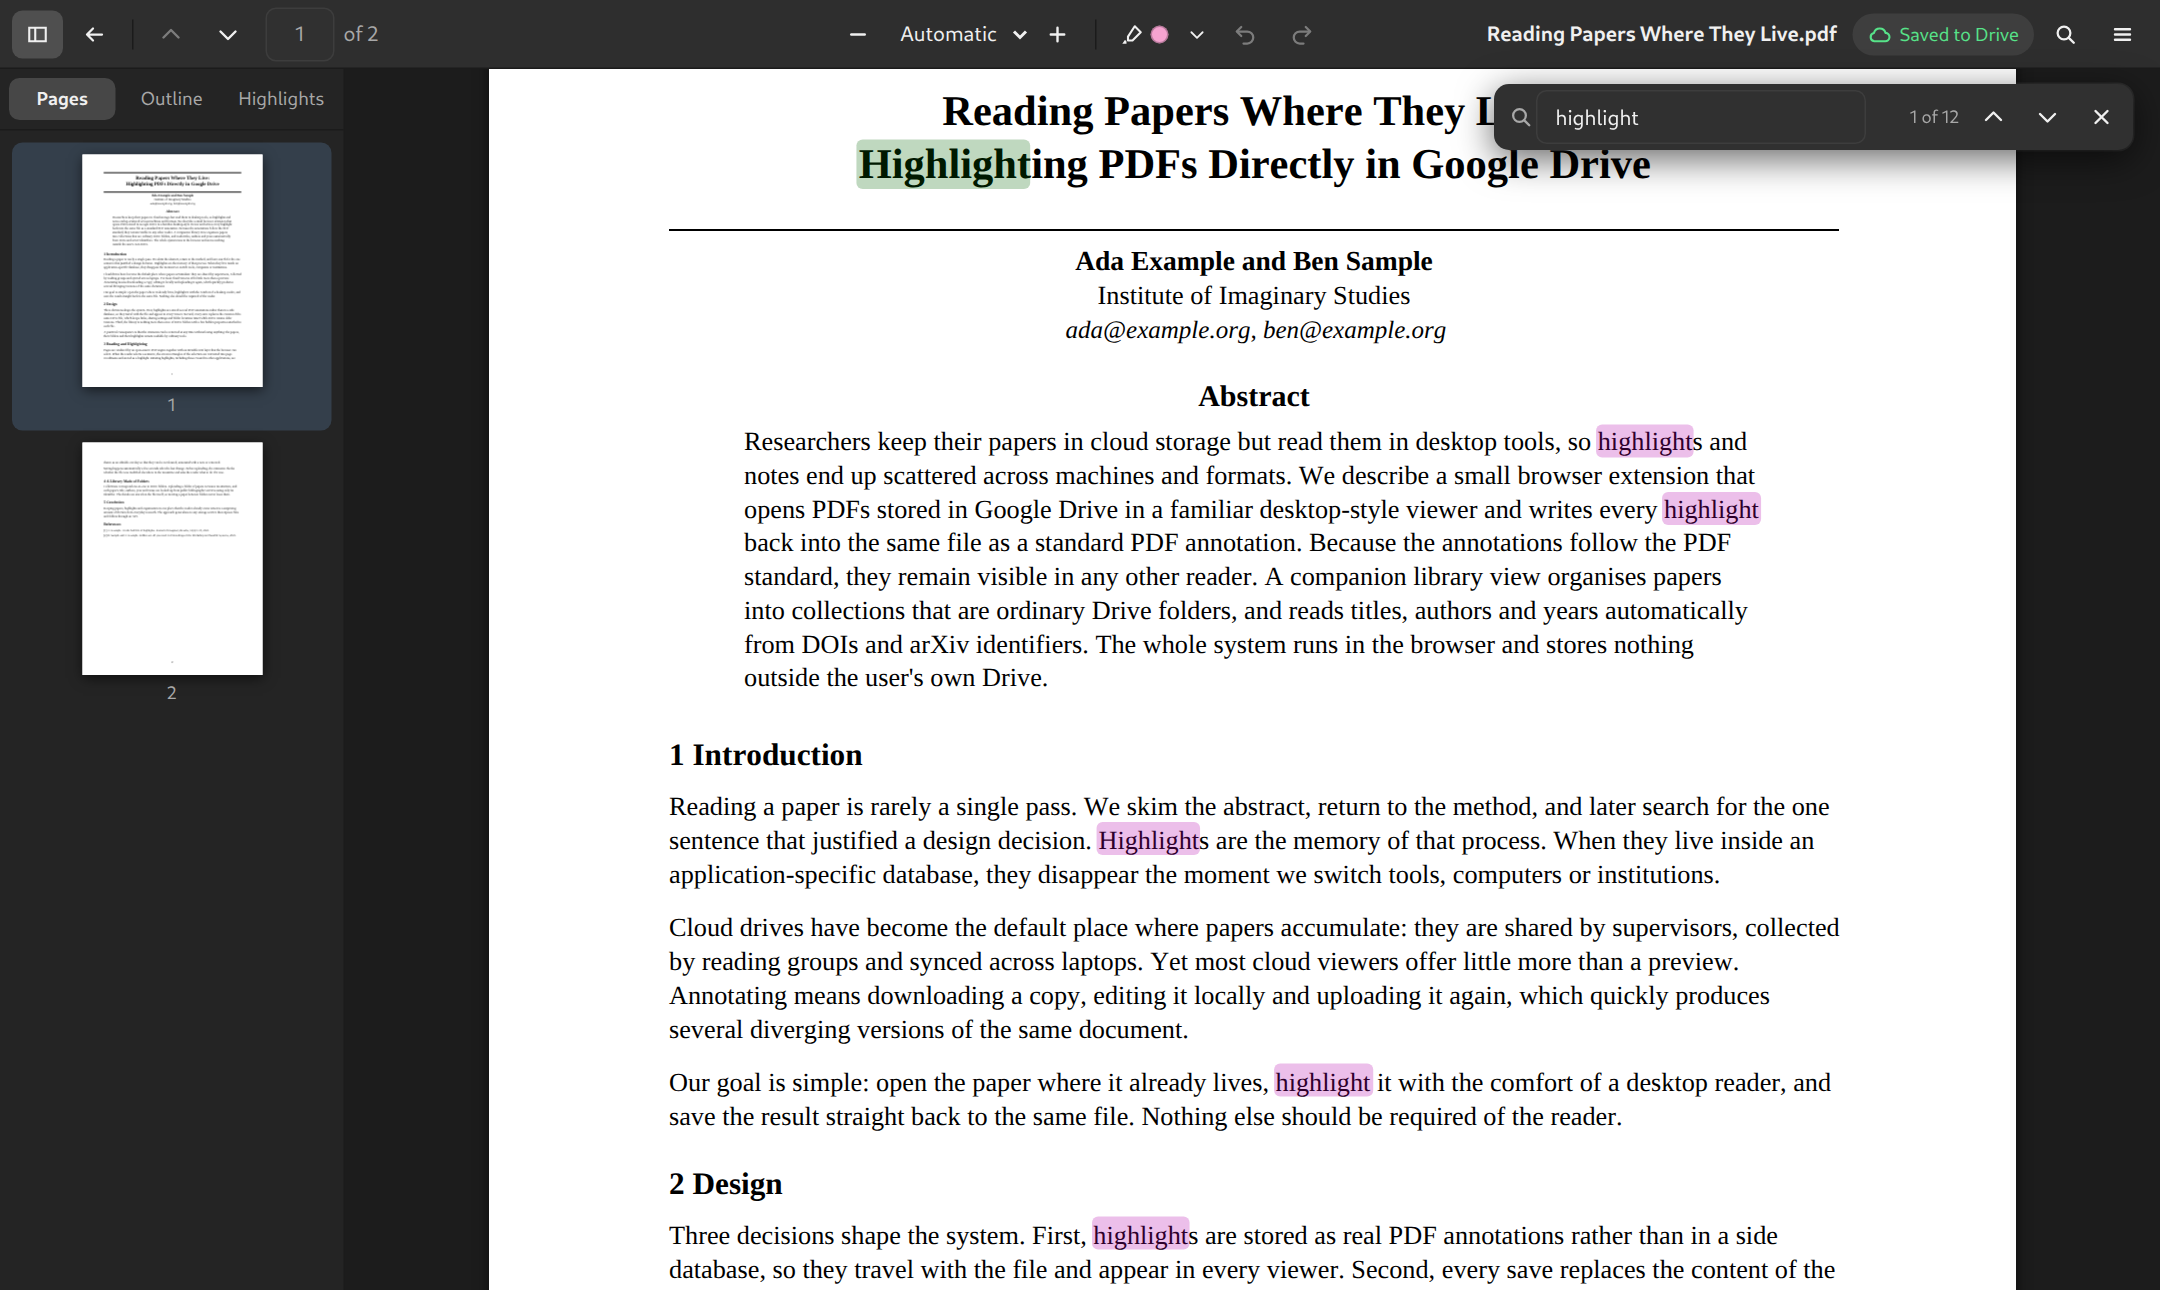 1 of 2
Automatic
Reading Papers Where They Live.pdf
Saved to Drive
Pages
Outline
Highlights
1
2
highlight
1 of 12
Reading Papers Where They L
Highlighting PDFs Directly in Google Drive
Ada Example and Ben Sample
Institute of Imaginary Studies
ada@example.org, ben@example.org
Abstract
Researchers keep their papers in cloud storage but read them in desktop tools, so highlights and
notes end up scattered across machines and formats. We describe a small browser extension that
opens PDFs stored in Google Drive in a familiar desktop-style viewer and writes every highlight
back into the same file as a standard PDF annotation. Because the annotations follow the PDF
standard, they remain visible in any other reader. A companion library view organises papers
into collections that are ordinary Drive folders, and reads titles, authors and years automatically
from DOIs and arXiv identifiers. The whole system runs in the browser and stores nothing
outside the user's own Drive.
1 Introduction
Reading a paper is rarely a single pass. We skim the abstract, return to the method, and later search for the one
sentence that justified a design decision. Highlights are the memory of that process. When they live inside an
application-specific database, they disappear the moment we switch tools, computers or institutions.
Cloud drives have become the default place where papers accumulate: they are shared by supervisors, collected
by reading groups and synced across laptops. Yet most cloud viewers offer little more than a preview.
Annotating means downloading a copy, editing it locally and uploading it again, which quickly produces
several diverging versions of the same document.
Our goal is simple: open the paper where it already lives, highlight it with the comfort of a desktop reader, and
save the result straight back to the same file. Nothing else should be required of the reader.
2 Design
Three decisions shape the system. First, highlights are stored as real PDF annotations rather than in a side
database, so they travel with the file and appear in every viewer. Second, every save replaces the content of the